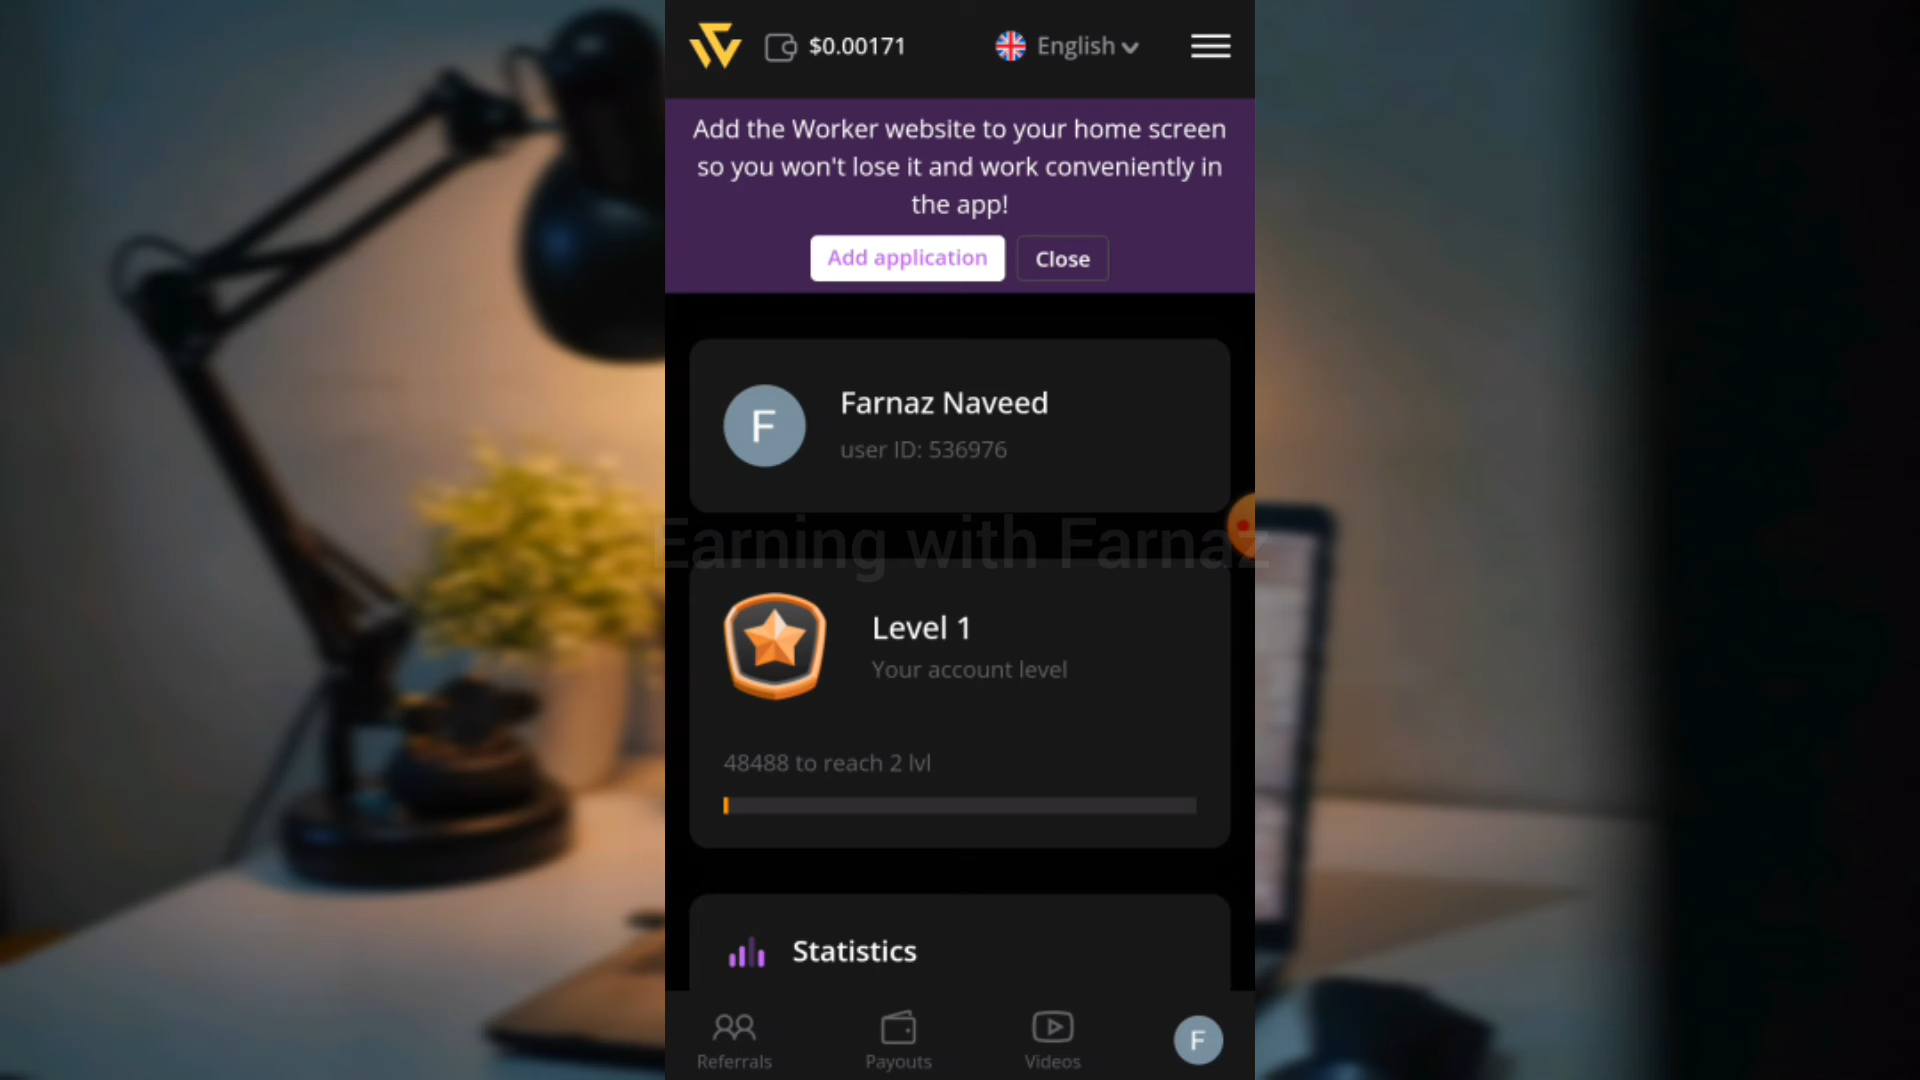 $0.00171
English
Add the Worker website to your home screen
so you won't lose it and work conveniently in
the app!
Add application
Close
F
Farnaz Naveed
user ID: 536976
Earning with Farnaz
Level 1
Your account level
48488 to reach 2 lvl
Statistics
Referrals
Payouts
Videos
F